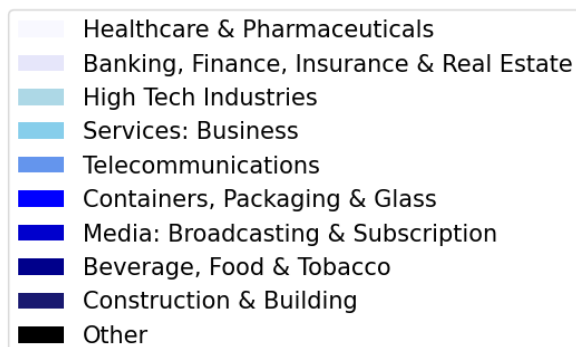 Healthcare & Pharmaceuticals
Banking, Finance, Insurance & Real Estate
High Tech Industries
Services: Business
Telecommunications
Containers, Packaging & Glass
Media: Broadcasting & Subscription
Beverage, Food & Tobacco
Construction & Building
Other